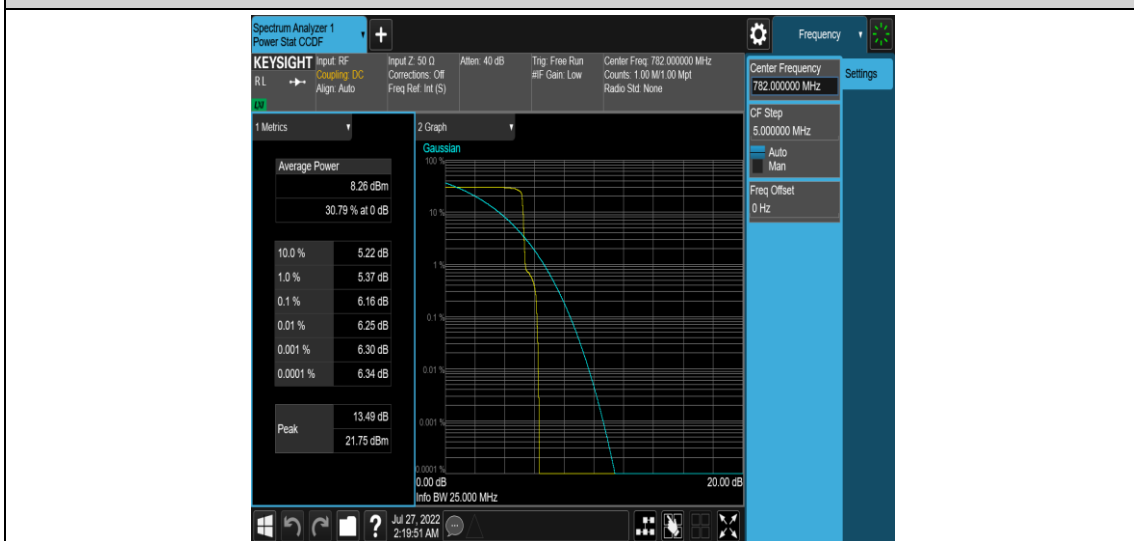 Spectrum Analyzer 1
Power Stat CCDF
+
Frequency
KEYSIGHT
RL
LXI
Input: RF
Coupling: DC
Align: Auto
Input Z: 50 Ω
Corrections: Off
Freq Ref: Int (S)
Atten: 40 dB
Trig: Free Run
#IF Gain: Low
Center Freq: 782.000000 MHz
Counts: 1.00 M/1.00 Mpt
Radio Std: None
Center Frequency
782.000000 MHz
Settings
CF Step
5.000000 MHz
Auto
Man
Freq Offset
0 Hz
1 Metrics
Average Power
8.26 dBm
30.79 % at 0 dB
10.0 % 5.22 dB
1.0 % 5.37 dB
0.1 % 6.16 dB
0.01 % 6.25 dB
0.001 % 6.30 dB
0.0001 % 6.34 dB
Peak
13.49 dB
21.75 dBm
2 Graph
Gaussian
100 %
10 %
1 %
0.1 %
0.01 %
0.001 %
0.0001 %
0.00 dB 20.00 dB
Info BW 25.000 MHz
?
Jul 27, 2022
2:19:51 AM